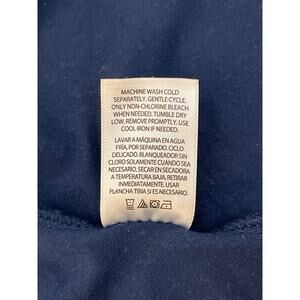 MACHINE WASH COLD
SEPARATELY. GENTLE CYCLE.
ONLY NON-CHLORINE BLEACH
WHEN NEEDED. TUMBLE DRY
LOW. REMOVE PROMPTLY. USE
COOL IRON IF NEEDED.
LAVAR A MÁQUINA EN AGUA
FRÍA, POR SEPARADO. CICLO
DELICADO. BLANQUEADOR SIN
CLORO SOLAMENTE CUANDO SEA
NECESARIO. SECAR EN SECADORA
A TEMPERATURA BAJA. RETIRAR
INMEDIATAMENTE. USAR
PLANCHA TIBIA SI ES NECESARIO.